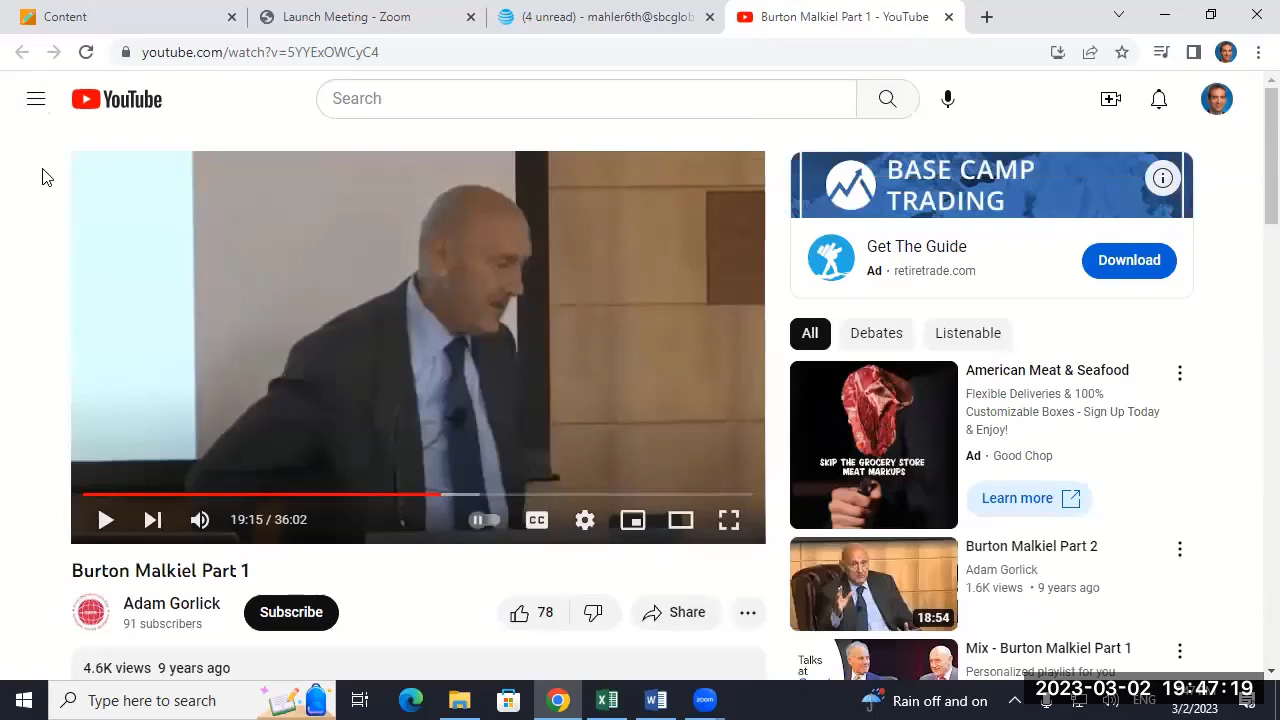 Content
Launch Meeting - Zoom
(4 unread) - mahler6th@sbcglob
Burton Malkiel Part 1 - YouTube
youtube.com/watch?v=5YYExOWCyC4
YouTube
Search
BASE CAMP
TRADING
Get The Guide
Ad · retiretrade.com
Download
All
Debates
Listenable
American Meat & Seafood
Flexible Deliveries & 100%
Customizable Boxes - Sign Up Today
& Enjoy!
Ad · Good Chop
SKIP THE GROCERY STORE
MEAT MARKUPS
Learn more
19:15 / 36:02
CC
Burton Malkiel Part 1
Adam Gorlick
91 subscribers
Subscribe
78
Share
4.6K views 9 years ago
Burton Malkiel Part 2
Adam Gorlick
1.6K views · 9 years ago
18:54
Mix - Burton Malkiel Part 1
Personalized playlist for you
Talks
Type here to search
zoom
Rain off and on
ENG
2023-03-02 19:47:19
3/2/2023